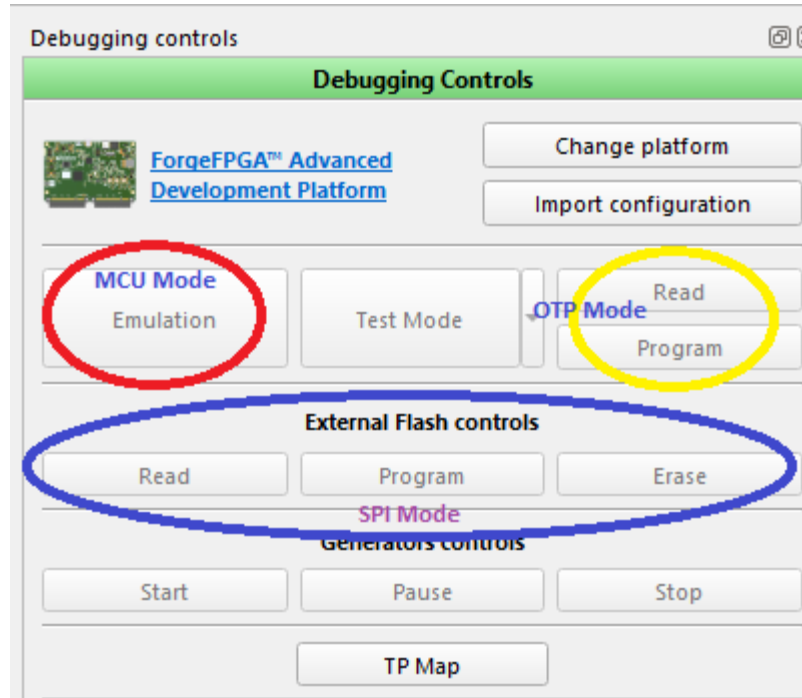 Debugging controls
Debugging Controls
ForgeFPGA™ Advanced
Development Platform
Change platform
Import configuration
MCU Mode
Emulation
Test Mode
OTP Mode
Read
Program
External Flash controls
Read Program Erase
SPI Mode
Generators controls
Start Pause Stop
TP Map